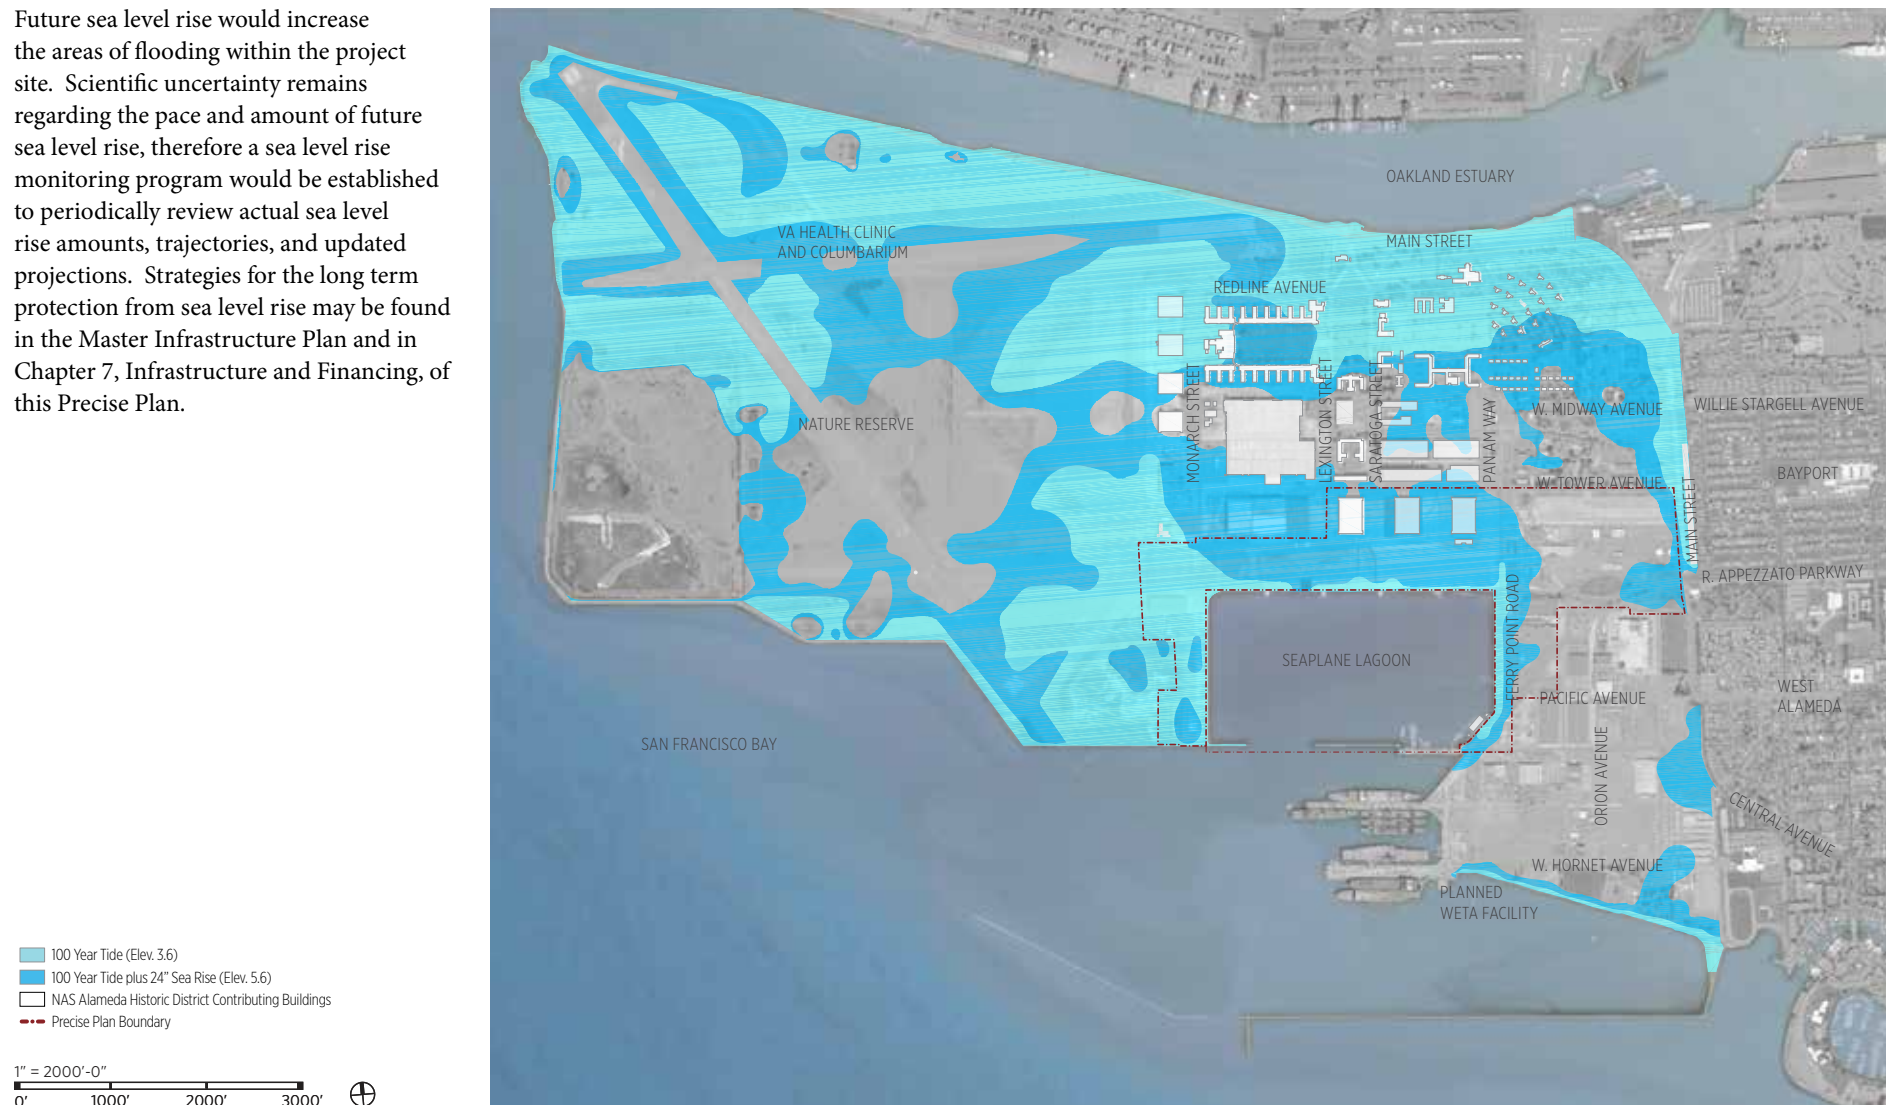 Future sea level rise would increase
the areas of flooding within the project
site.  Scientific uncertainty remains
regarding the pace and amount of future
sea level rise, therefore a sea level rise
monitoring program would be established
to periodically review actual sea level
rise amounts, trajectories, and updated
projections.  Strategies for the long term
protection from sea level rise may be found
in the Master Infrastructure Plan and in
Chapter 7, Infrastructure and Financing, of
this Precise Plan.
OAKLAND ESTUARY
VA HEALTH CLINIC
AND COLUMBARIUM
MAIN STREET
REDLINE AVENUE
NATURE RESERVE
MONARCH STREET
LEXINGTON STREET
SARATOGA STREET
PAN AM WAY
W. MIDWAY AVENUE
WILLIE STARGELL AVENUE
BAYPORT
W. TOWER AVENUE
MAIN STREET
R. APPEZZATO PARKWAY
FERRY POINT ROAD
SEAPLANE LAGOON
PACIFIC AVENUE
WEST
ALAMEDA
SAN FRANCISCO BAY
ORION AVENUE
CENTRAL AVENUE
W. HORNET AVENUE
PLANNED
WETA FACILITY
100 Year Tide (Elev. 3.6)
100 Year Tide plus 24” Sea Rise (Elev. 5.6)
NAS Alameda Historic District Contributing Buildings
Precise Plan Boundary
1” = 2000’-0”
0’ 1000’ 2000’ 3000’